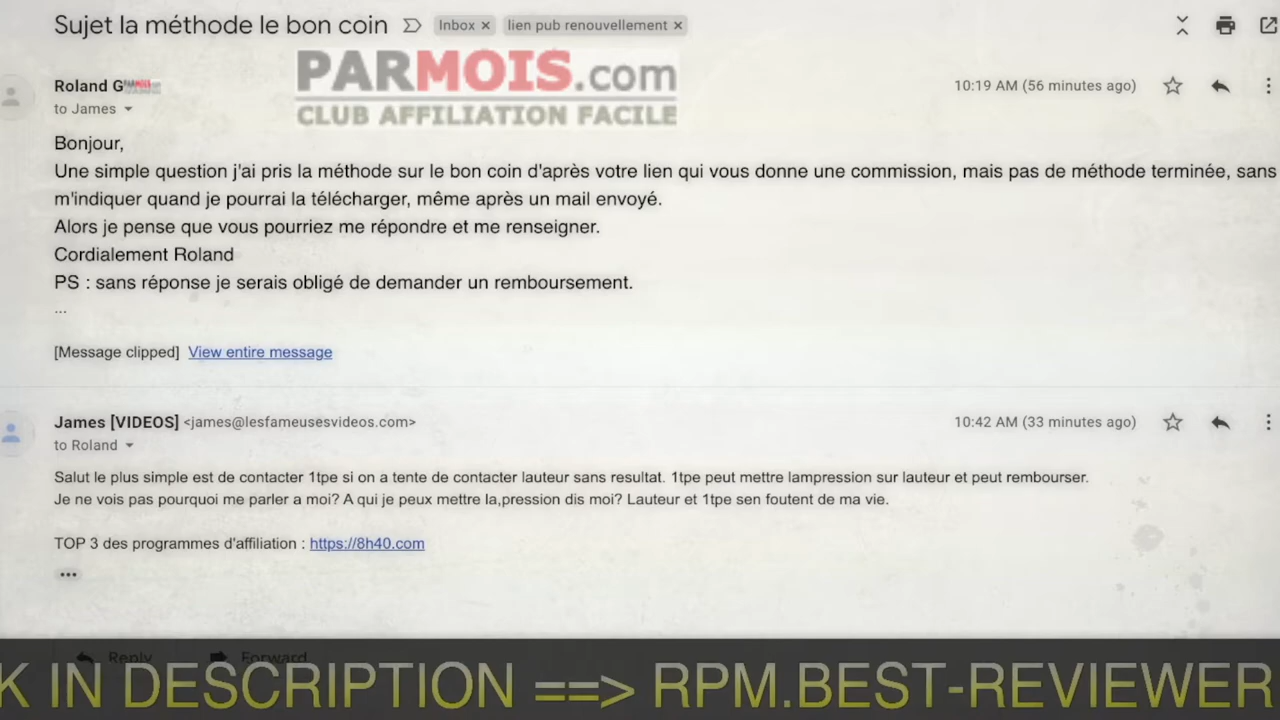 Sujet la méthode le bon coin Inbox × lien pub renouvellement ×
PARMOIS.com
CLUB AFFILIATION FACILE
Roland G 10:19 AM (56 minutes ago)
to James
Bonjour,
Une simple question j'ai pris la méthode sur le bon coin d'après votre lien qui vous donne une commission, mais pas de méthode terminée, sans
m'indiquer quand je pourrai la télécharger, même après un mail envoyé.
Alors je pense que vous pourriez me répondre et me renseigner.
Cordialement Roland
PS : sans réponse je serais obligé de demander un remboursement.
...
[Message clipped] View entire message
James [VIDEOS] <james@lesfameusesvideos.com> 10:42 AM (33 minutes ago)
to Roland
Salut le plus simple est de contacter 1tpe si on a tente de contacter lauteur sans resultat. 1tpe peut mettre lampression sur lauteur et peut rembourser.
Je ne vois pas pourquoi me parler a moi? A qui je peux mettre la,pression dis moi? Lauteur et 1tpe sen foutent de ma vie.
TOP 3 des programmes d'affiliation : https://8h40.com
•••
Reply Forward
K IN DESCRIPTION ==> RPM.BEST-REVIEWER